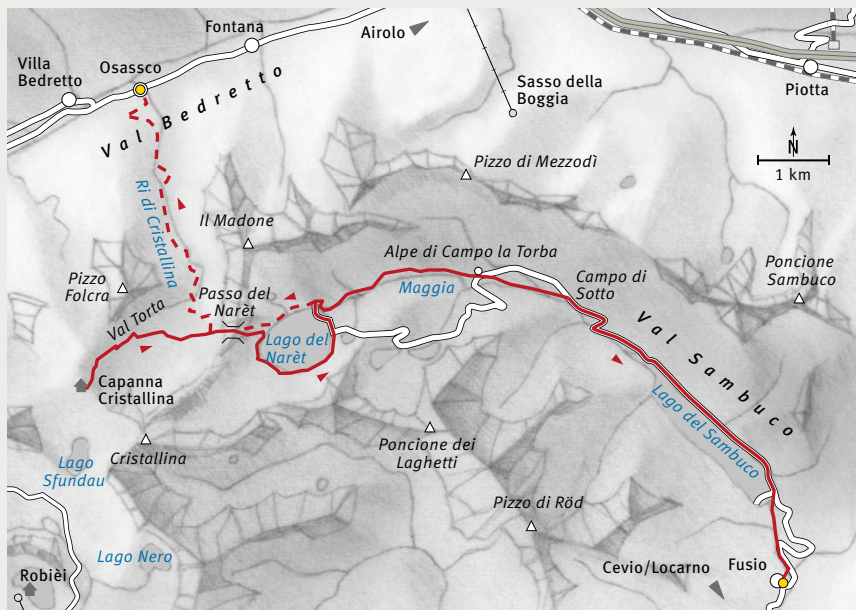 Fontana
Airolo
Villa
Bedretto
Osassco
Piotta
Sasso della
Boggia
Val Bedretto
N
1 km
Pizzo di Mezzodì
Ri di Cristallina
Il Madone
Alpe di Campo la Torba
Poncione
Sambuco
Pizzo
Folcra
Passo del
Narèt
Maggia
Campo di
Sotto
Val Torta
Lago del
Narèt
Val Sambuco
Capanna
Cristallina
Lago del Sambuco
Cristallina
Poncione dei
Laghetti
Lago
Sfundau
Pizzo di Röd
Lago Nero
Cevio/Locarno
Fusio
Robièi